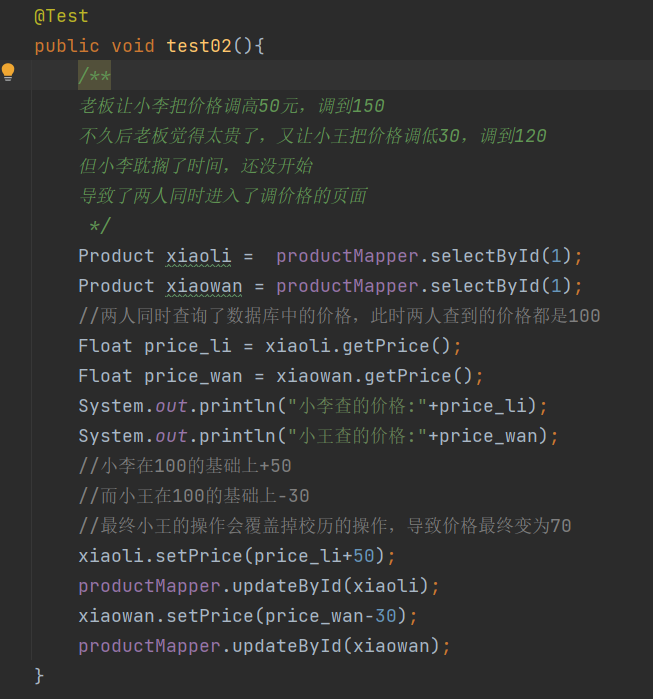 @Test
public void test02(){
/**
老板让小李把价格调高50元，调到150
不久后老板觉得太贵了，又让小王把价格调低30，调到120
但小李耽搁了时间，还没开始
导致了两人同时进入了调价格的页面
*/
Product xiaoli =  productMapper.selectById(1);
Product xiaowan = productMapper.selectById(1);
//两人同时查询了数据库中的价格，此时两人查到的价格都是100
Float price_li = xiaoli.getPrice();
Float price_wan = xiaowan.getPrice();
System.out.println("小李查的价格:"+price_li);
System.out.println("小王查的价格:"+price_wan);
//小李在100的基础上+50
//而小王在100的基础上-30
//最终小王的操作会覆盖掉校历的操作，导致价格最终变为70
xiaoli.setPrice(price_li+50);
productMapper.updateById(xiaoli);
xiaowan.setPrice(price_wan-30);
productMapper.updateById(xiaowan);
}